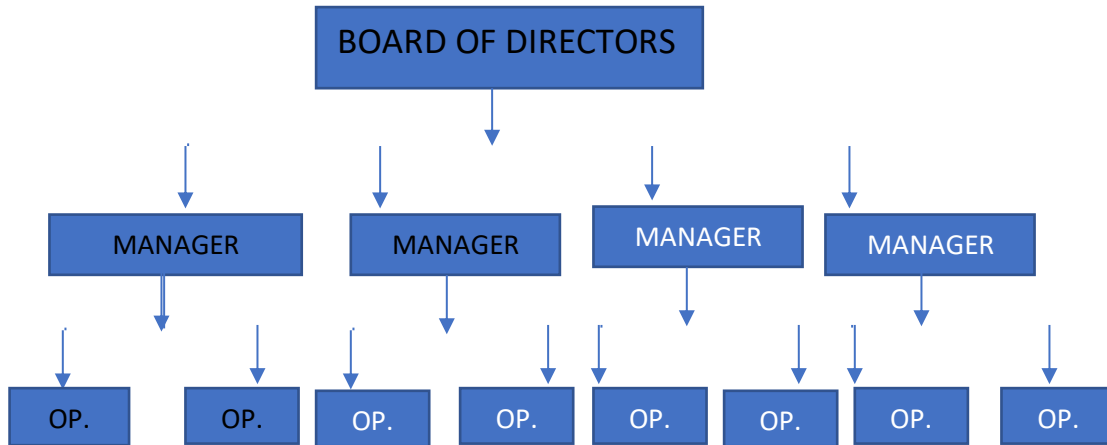 BOARD OF DIRECTORS
MANAGER
MANAGER
MANAGER
MANAGER
OP.
OP.
OP.
OP.
OP.
OP.
OP.
OP.